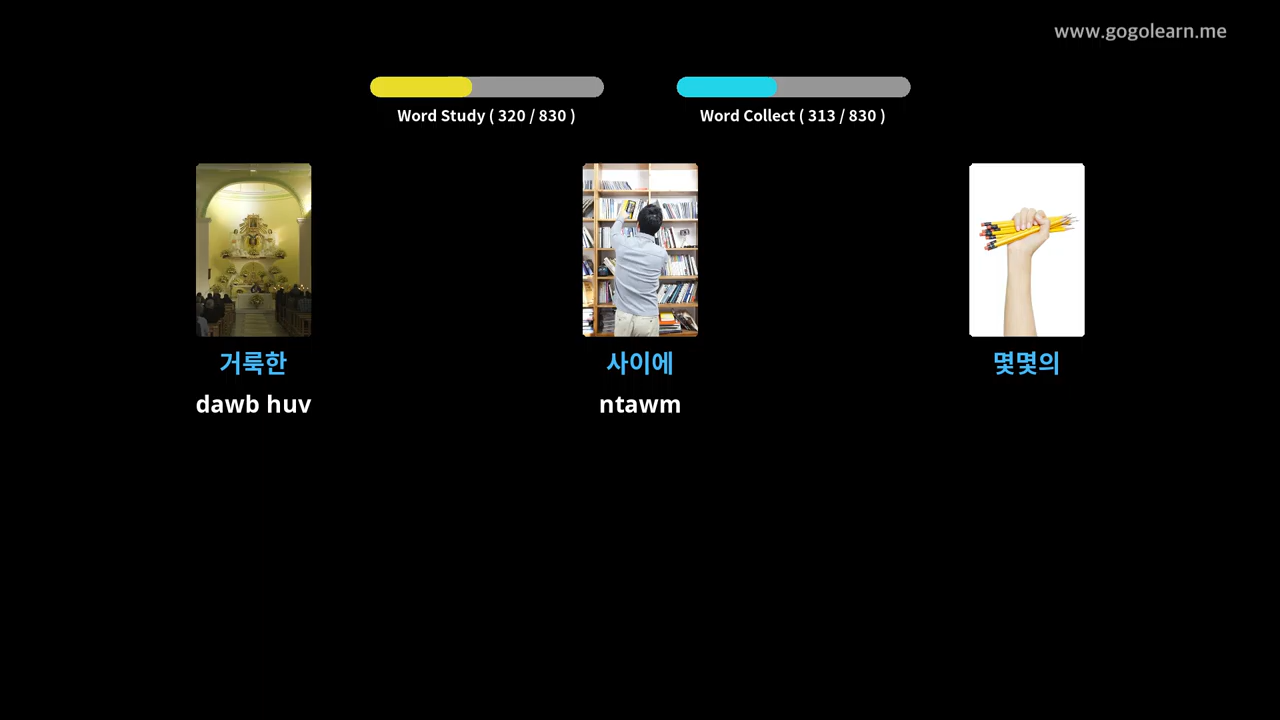 www.gogolearn.me
Word Study ( 320 / 830 )
Word Collect ( 313 / 830 )
거룩한
사이에
몇몇의
dawb huv
ntawm